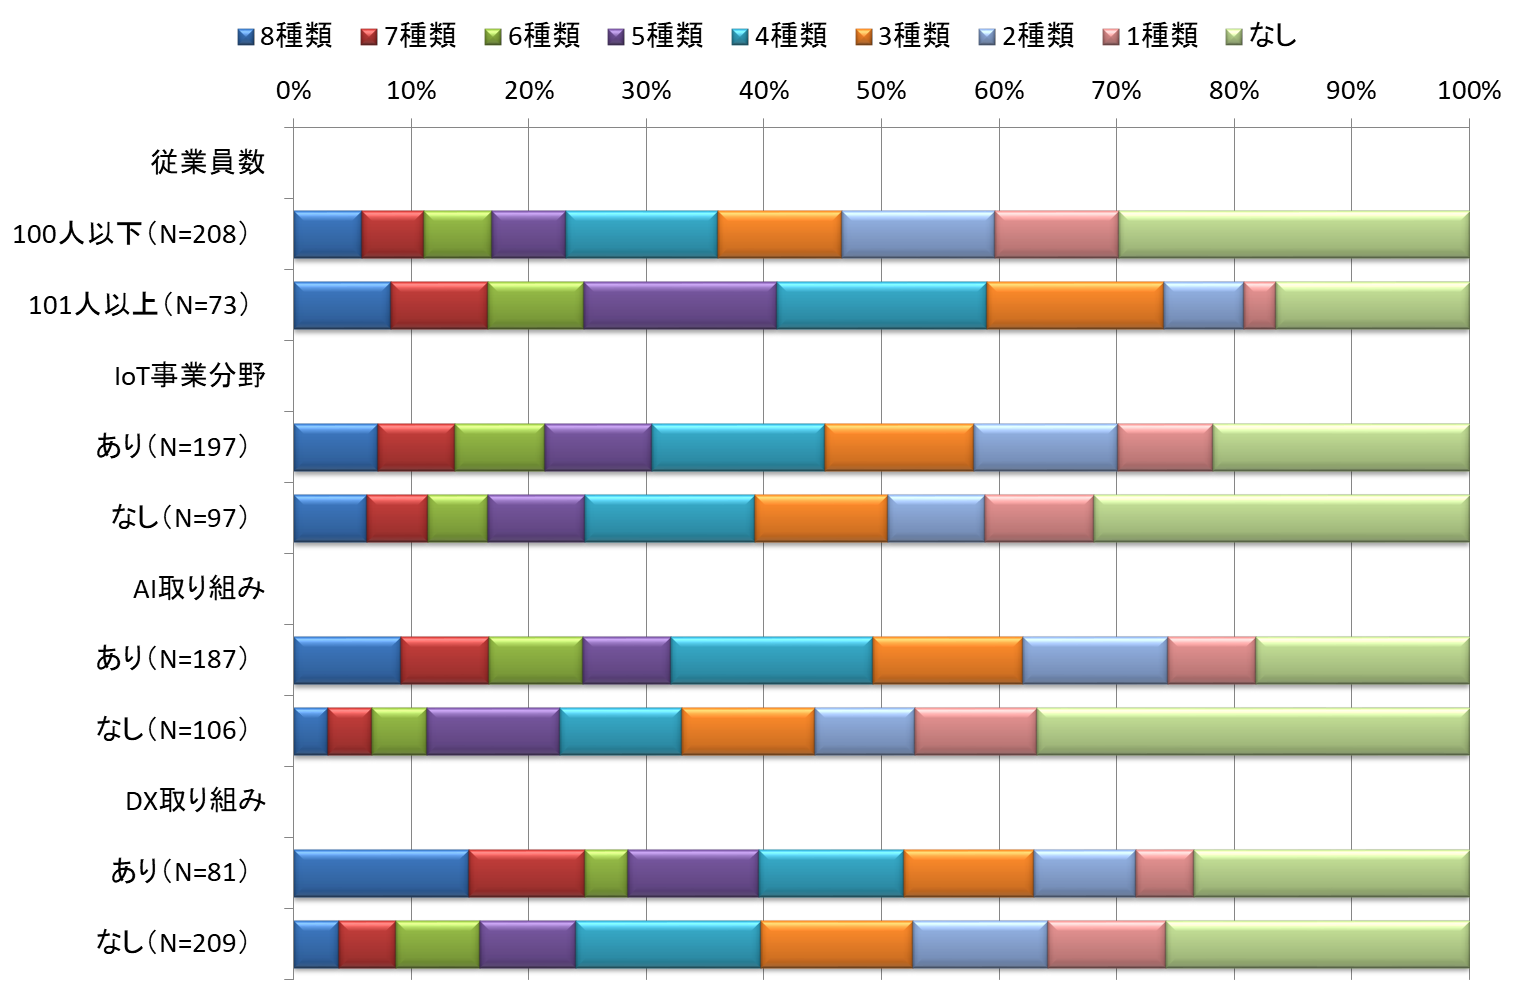 8種類 7種類 6種類 5種類 4種類 3種類 2種類 1種類 なし
0% 10% 20% 30% 40% 50% 60% 70% 80% 90% 100%
従業員数
100人以下（N=208）
101人以上（N=73）
IoT事業分野
あり（N=197）
なし（N=97）
AI取り組み
あり（N=187）
なし（N=106）
DX取り組み
あり（N=81）
なし（N=209）